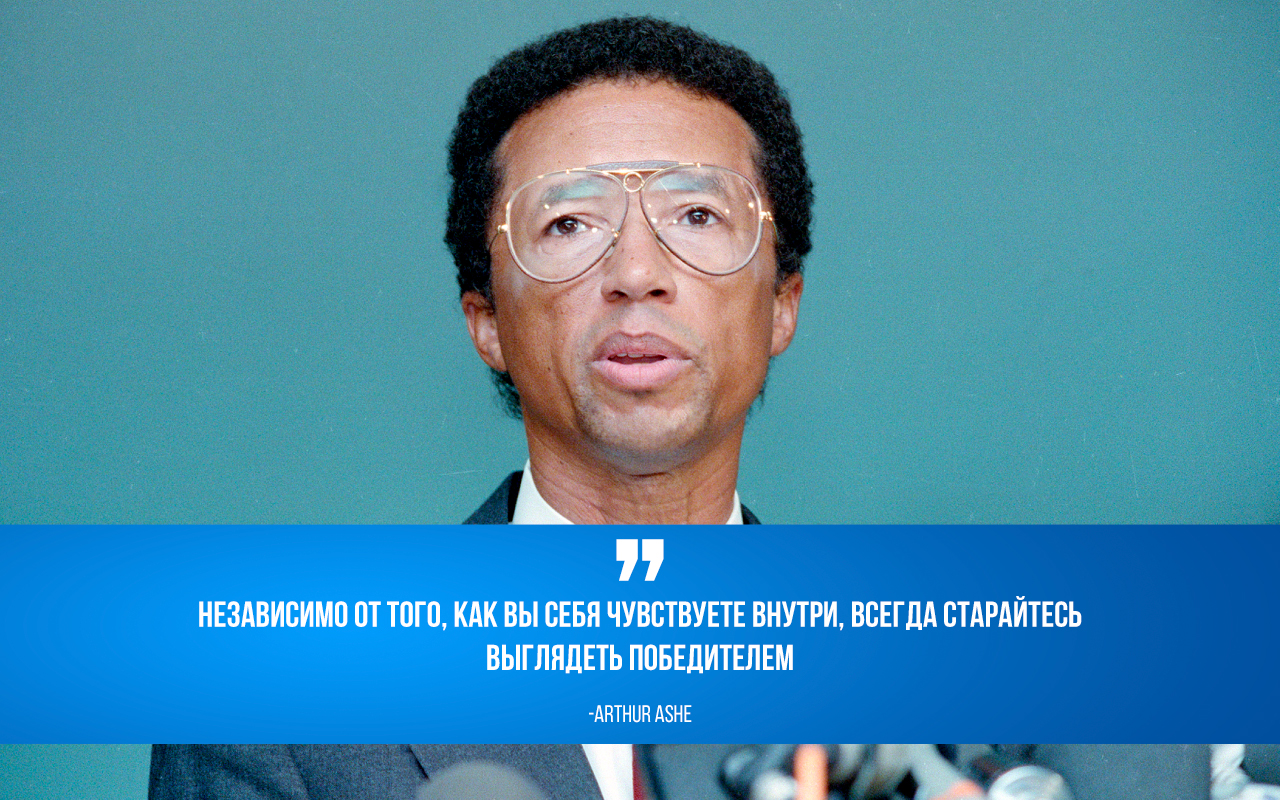 ”
НЕЗАВИСИМО ОТ ТОГО, КАК ВЫ СЕБЯ ЧУВСТВУЕТЕ ВНУТРИ, ВСЕГДА СТАРАЙТЕСЬ
ВЫГЛЯДЕТЬ ПОБЕДИТЕЛЕМ
-ARTHUR ASHE